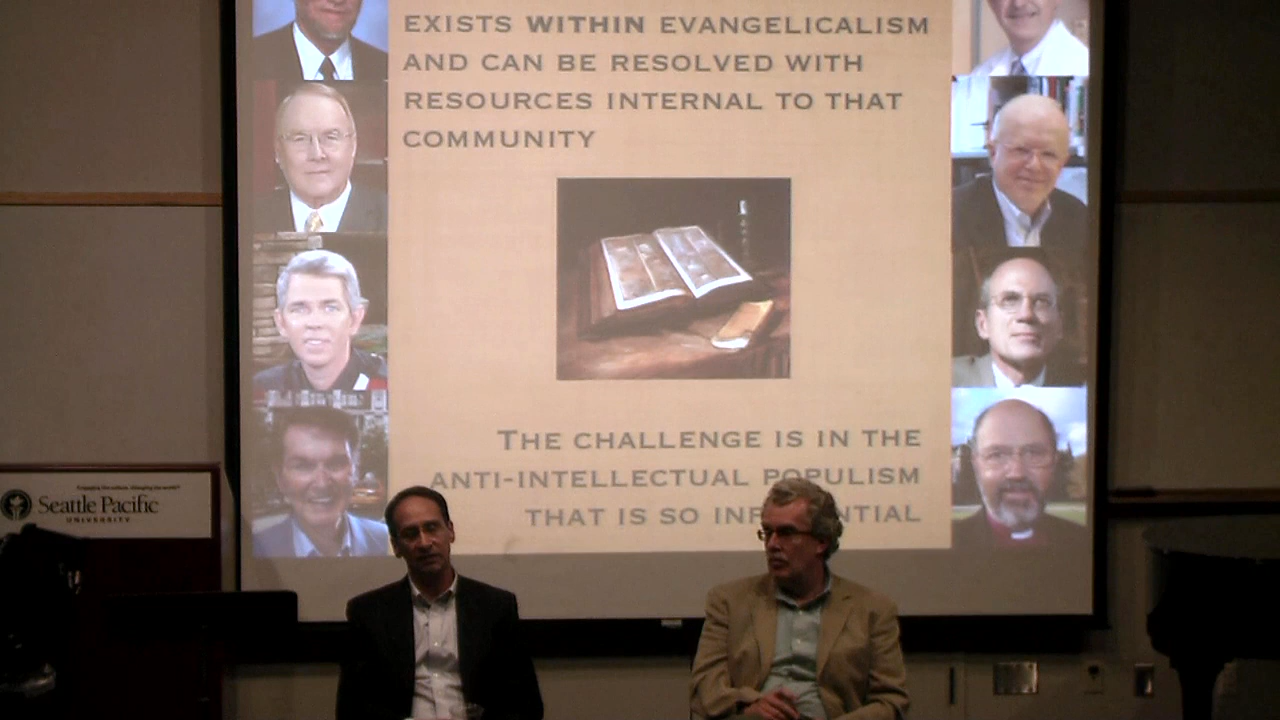 EXISTS WITHIN EVANGELICALISM
AND CAN BE RESOLVED WITH
RESOURCES INTERNAL TO THAT
COMMUNITY
THE CHALLENGE IS IN THE
ANTI-INTELLECTUAL POPULISM
THAT IS SO
Seattle Pacific
UNIVERSITY